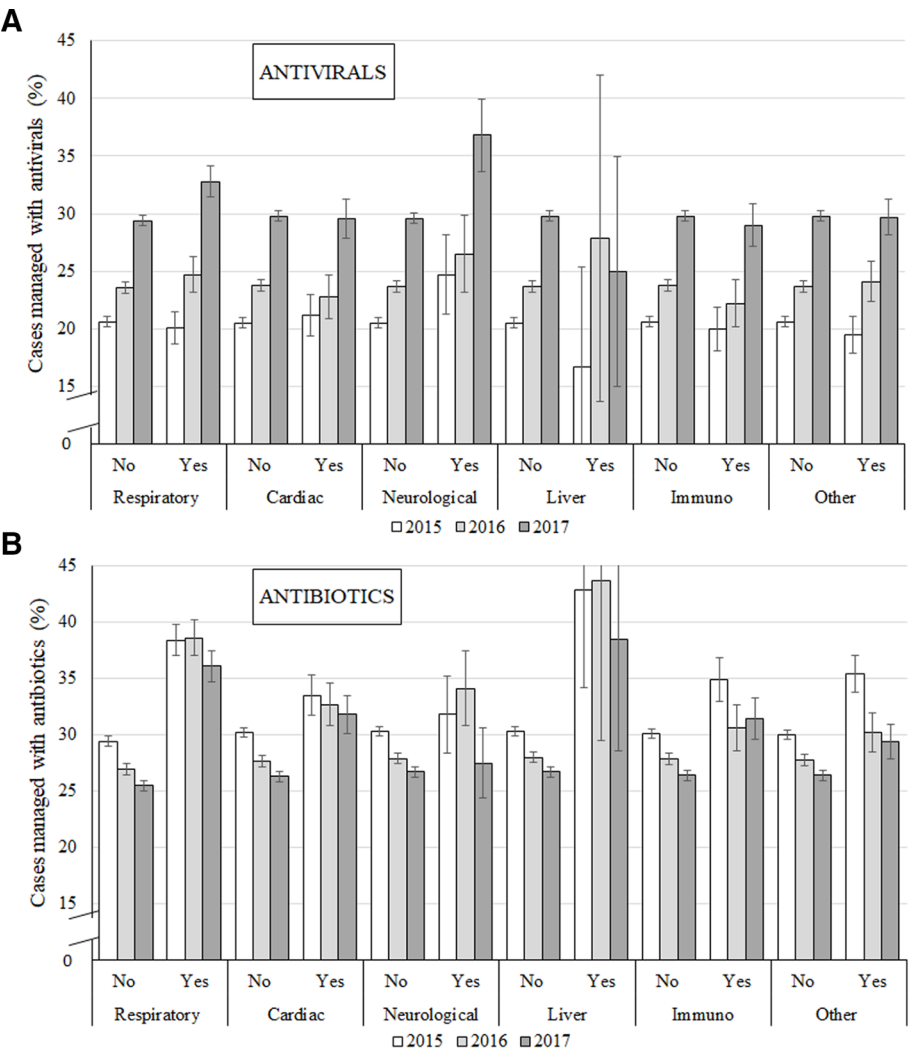 A
ANTIVIRALS
Cases managed with antivirals (%)
45
40
35
30
25
20
15
0
No Yes No Yes No Yes No Yes No Yes No Yes
Respiratory Cardiac Neurological Liver Immuno Other
2015 2016 2017
B
ANTIBIOTICS
Cases managed with antibiotics (%)
45
40
35
30
25
20
15
0
No Yes No Yes No Yes No Yes No Yes No Yes
Respiratory Cardiac Neurological Liver Immuno Other
2015 2016 2017